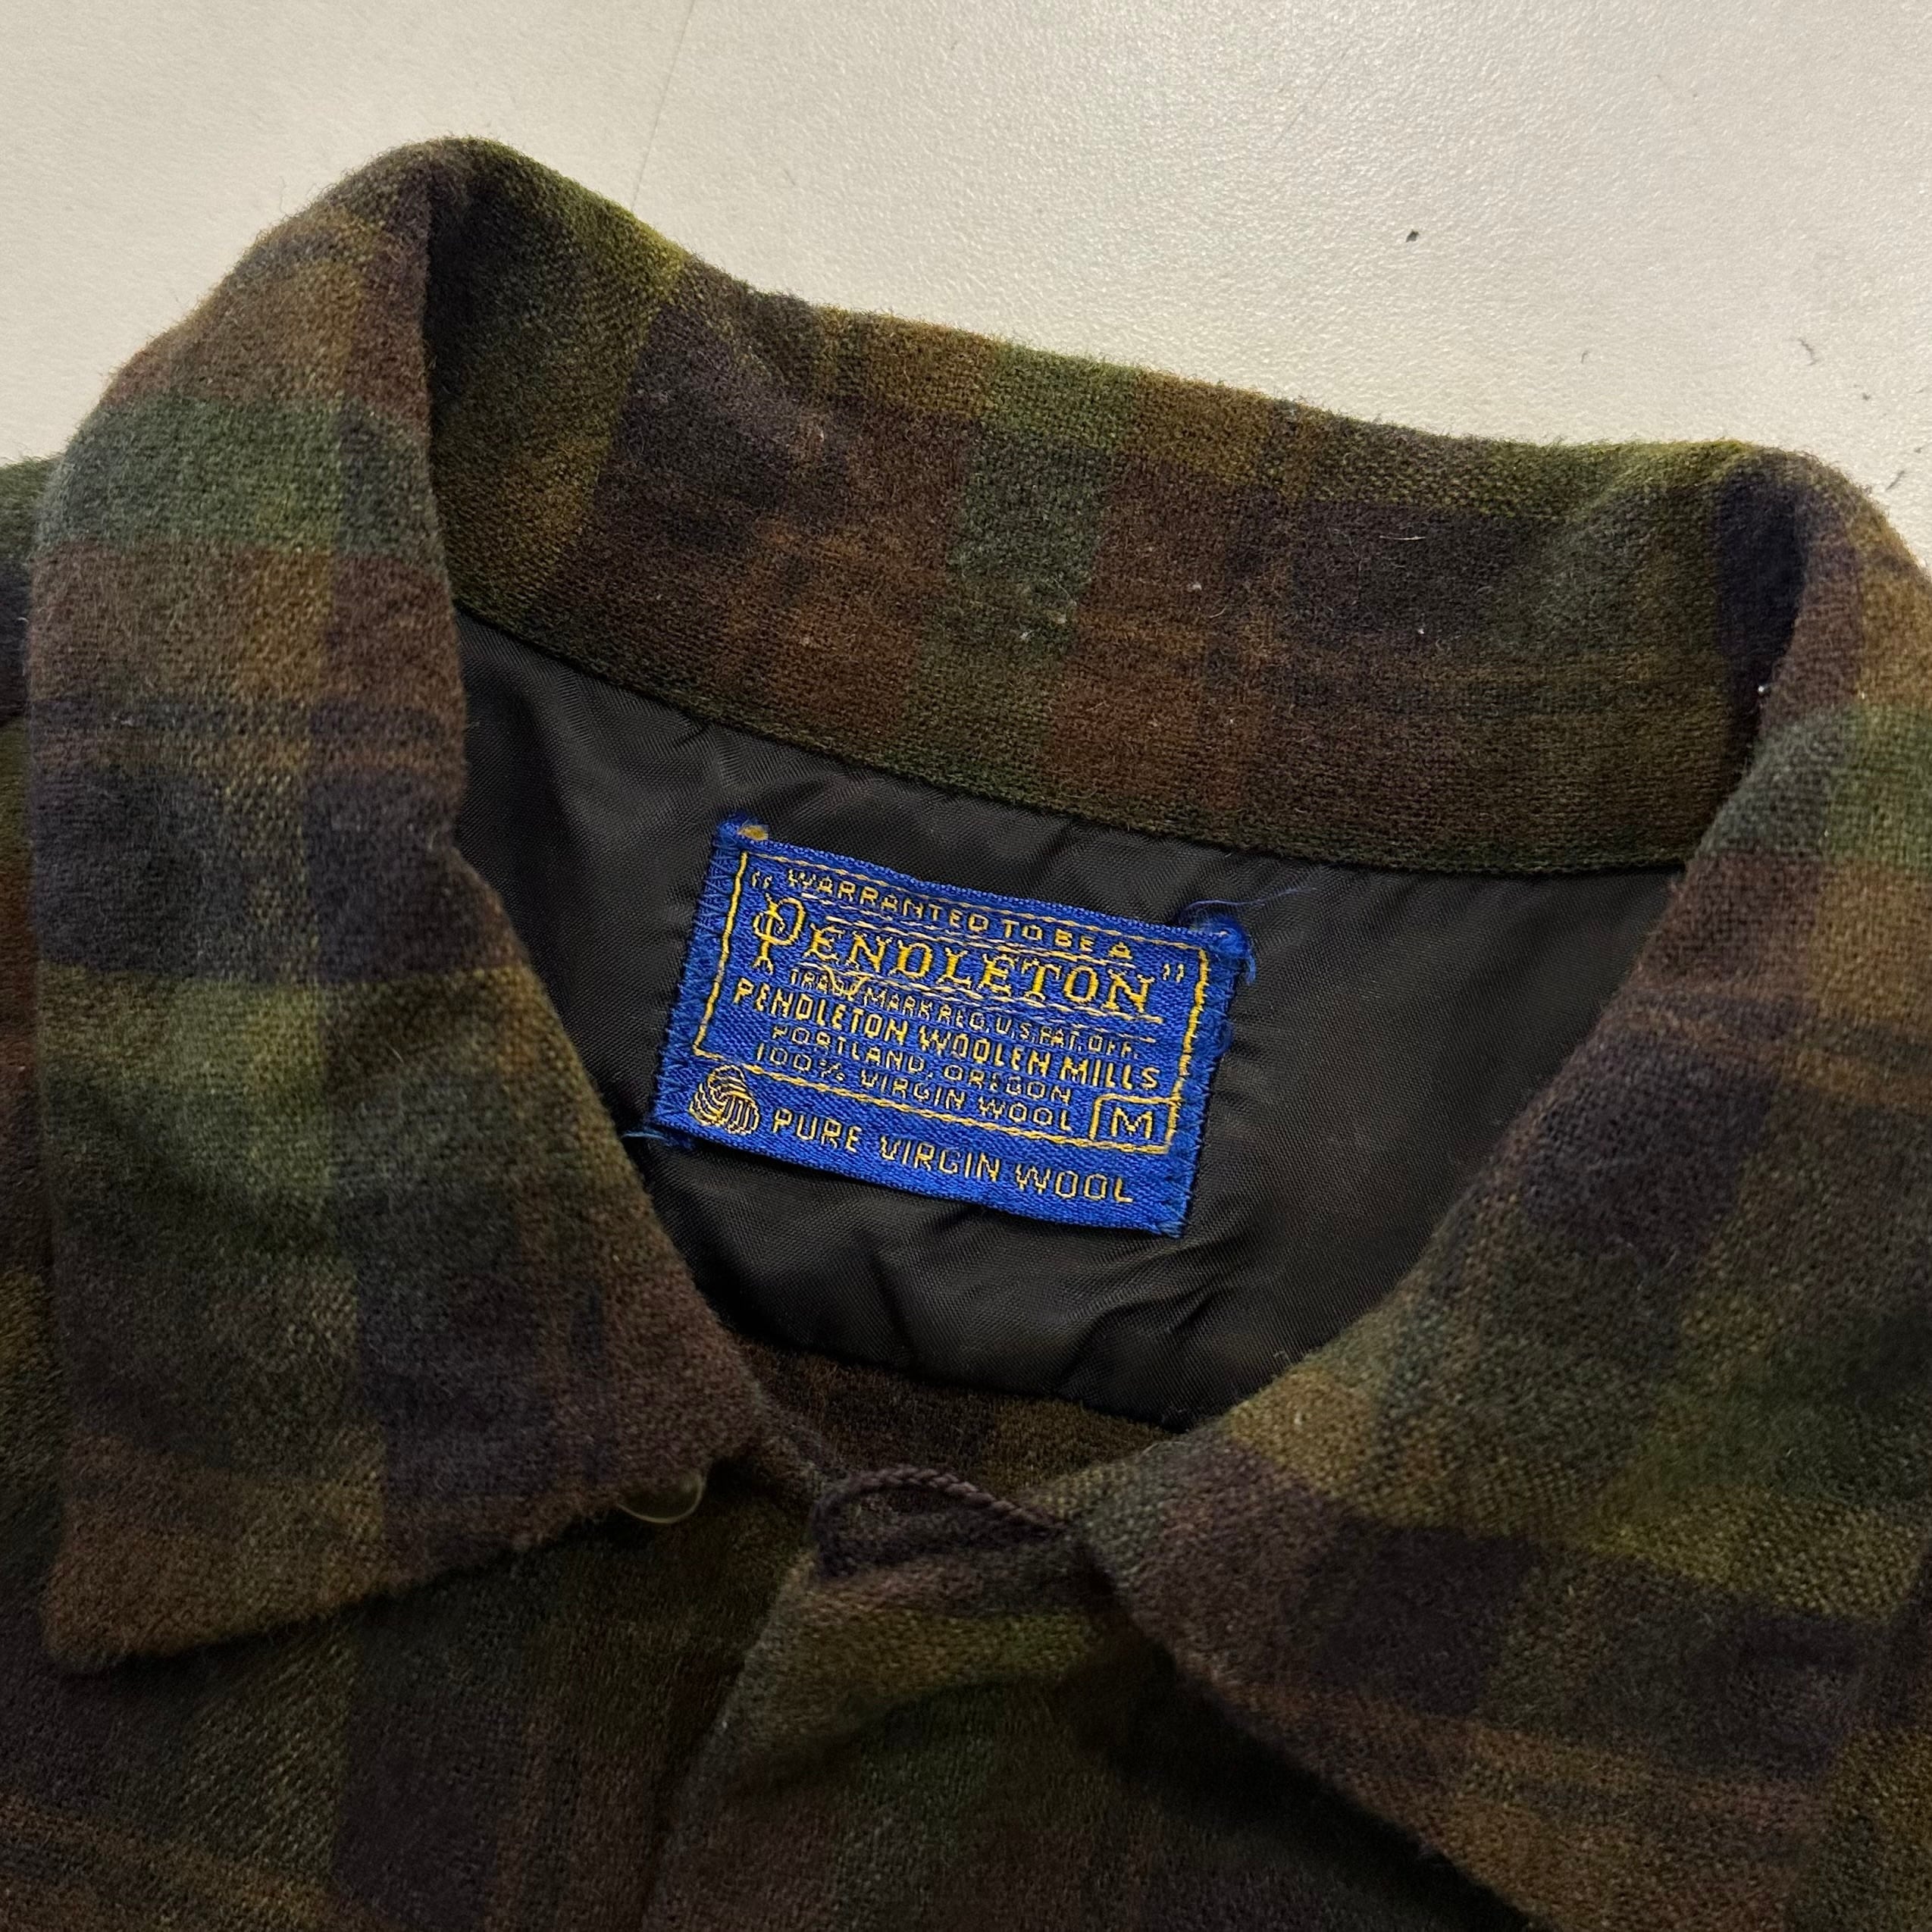 "WARRANTED TO BE A
PENDLETON"
TRADE MARK REG. U.S. PAT. OFF.
PENDLETON WOOLEN MILLS
PORTLAND, OREGON
100% VIRGIN WOOL M
PURE VIRGIN WOOL